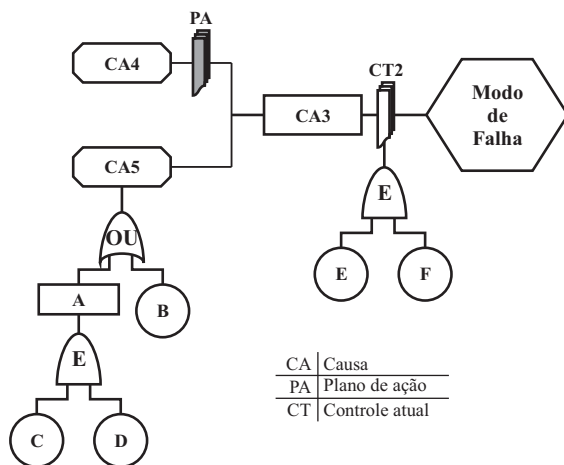 PA
CA4
CT2
CA3
Modo
de
Falha
CA5
E
OU
E
F
A
B
E
C
D
CA Causa
PA Plano de ação
CT Controle atual